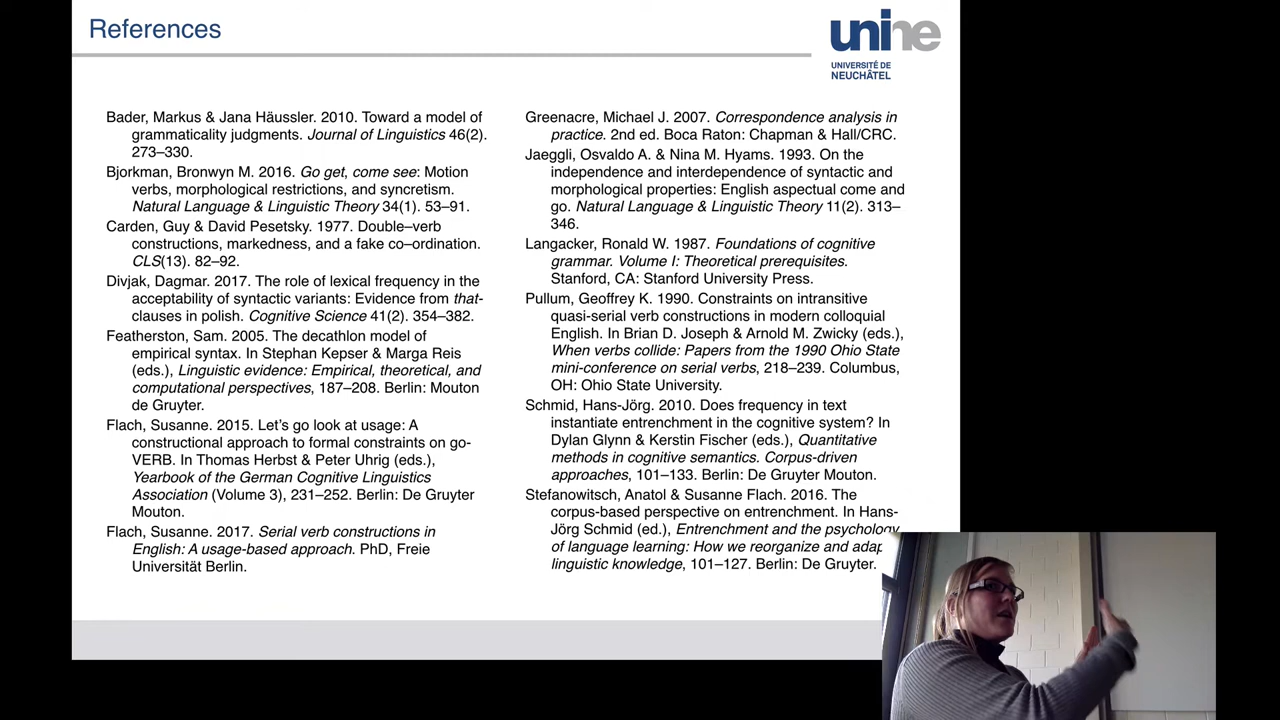 References
unine
UNIVERSITÉ DE
NEUCHÂTEL
Bader, Markus & Jana Häussler. 2010. Toward a model of
grammaticality judgments. Journal of Linguistics 46(2).
273–330.
Bjorkman, Bronwyn M. 2016. Go get, come see: Motion
verbs, morphological restrictions, and syncretism.
Natural Language & Linguistic Theory 34(1). 53–91.
Carden, Guy & David Pesetsky. 1977. Double–verb
constructions, markedness, and a fake co–ordination.
CLS(13). 82–92.
Divjak, Dagmar. 2017. The role of lexical frequency in the
acceptability of syntactic variants: Evidence from that-
clauses in polish. Cognitive Science 41(2). 354–382.
Featherston, Sam. 2005. The decathlon model of
empirical syntax. In Stephan Kepser & Marga Reis
(eds.), Linguistic evidence: Empirical, theoretical, and
computational perspectives, 187–208. Berlin: Mouton
de Gruyter.
Flach, Susanne. 2015. Let’s go look at usage: A
constructional approach to formal constraints on go-
VERB. In Thomas Herbst & Peter Uhrig (eds.),
Yearbook of the German Cognitive Linguistics
Association (Volume 3), 231–252. Berlin: De Gruyter
Mouton.
Flach, Susanne. 2017. Serial verb constructions in
English: A usage-based approach. PhD, Freie
Universität Berlin.
Greenacre, Michael J. 2007. Correspondence analysis in
practice. 2nd ed. Boca Raton: Chapman & Hall/CRC.
Jaeggli, Osvaldo A. & Nina M. Hyams. 1993. On the
independence and interdependence of syntactic and
morphological properties: English aspectual come and
go. Natural Language & Linguistic Theory 11(2). 313–
346.
Langacker, Ronald W. 1987. Foundations of cognitive
grammar. Volume I: Theoretical prerequisites.
Stanford, CA: Stanford University Press.
Pullum, Geoffrey K. 1990. Constraints on intransitive
quasi-serial verb constructions in modern colloquial
English. In Brian D. Joseph & Arnold M. Zwicky (eds.),
When verbs collide: Papers from the 1990 Ohio State
mini-conference on serial verbs, 218–239. Columbus,
OH: Ohio State University.
Schmid, Hans-Jörg. 2010. Does frequency in text
instantiate entrenchment in the cognitive system? In
Dylan Glynn & Kerstin Fischer (eds.), Quantitative
methods in cognitive semantics. Corpus-driven
approaches, 101–133. Berlin: De Gruyter Mouton.
Stefanowitsch, Anatol & Susanne Flach. 2016. The
corpus-based perspective on entrenchment. In Hans-
Jörg Schmid (ed.), Entrenchment and the psychology
of language learning: How we reorganize and adap
linguistic knowledge, 101–127. Berlin: De Gruyter.